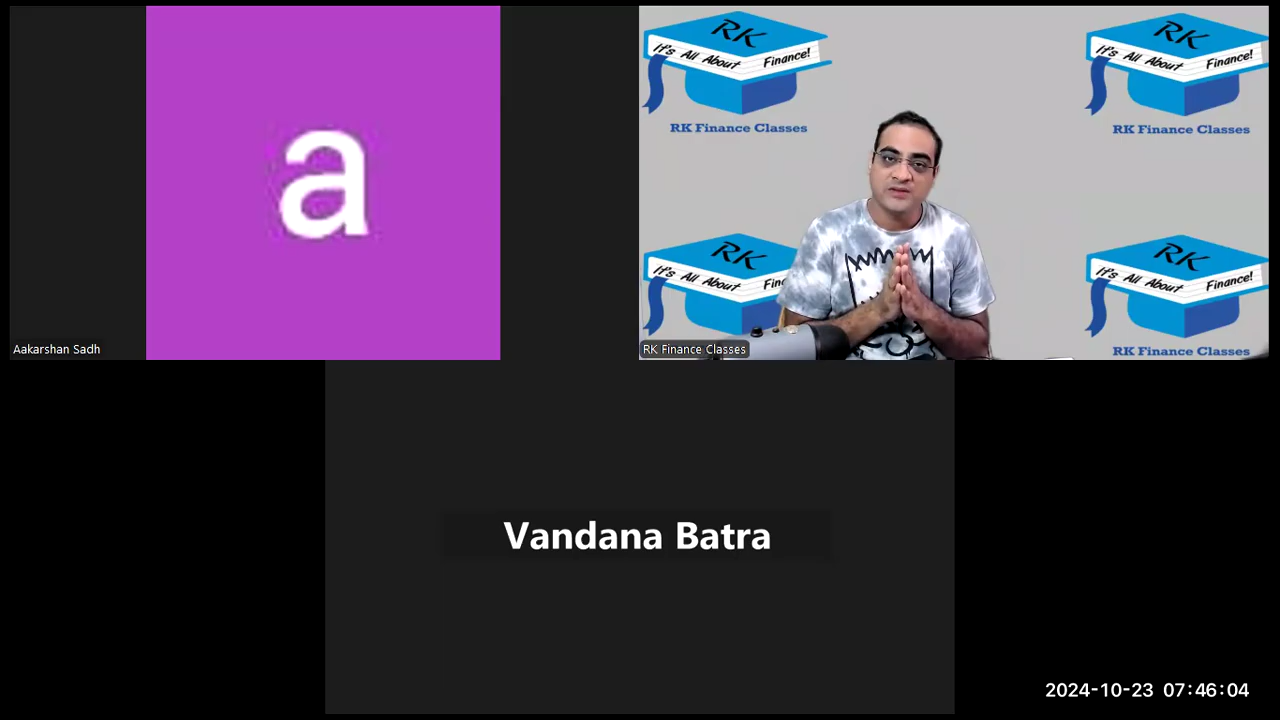 a
Aakarshan Sadh
RK
It's All About Finance!
RK Finance Classes
RK
It's All About Finance!
RK Finance Classes
RK
It's All About Fin
RK
It's All About Finance!
RK Finance Classes
RK Finance Classes
Vandana Batra
2024-10-23 07:46:04